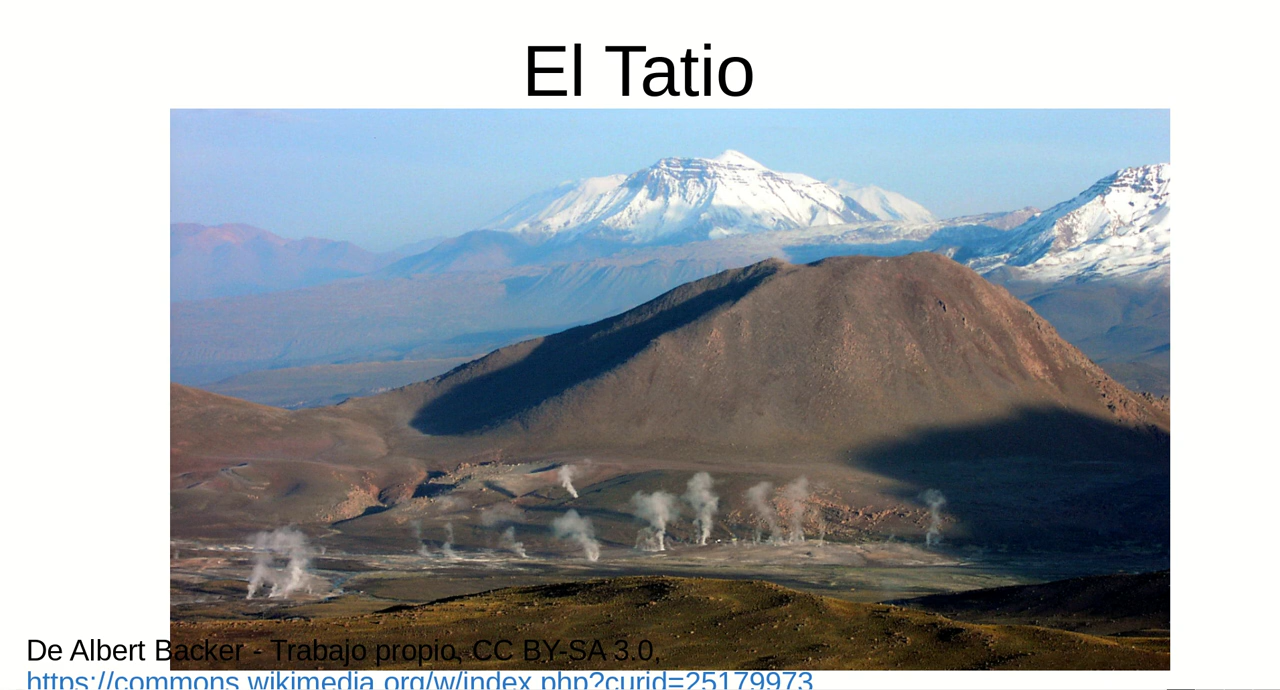 El Tatio
De Albert Backer - Trabajo propio, CC BY-SA 3.0,
https://commons.wikimedia.org/w/index.php?curid=25179973